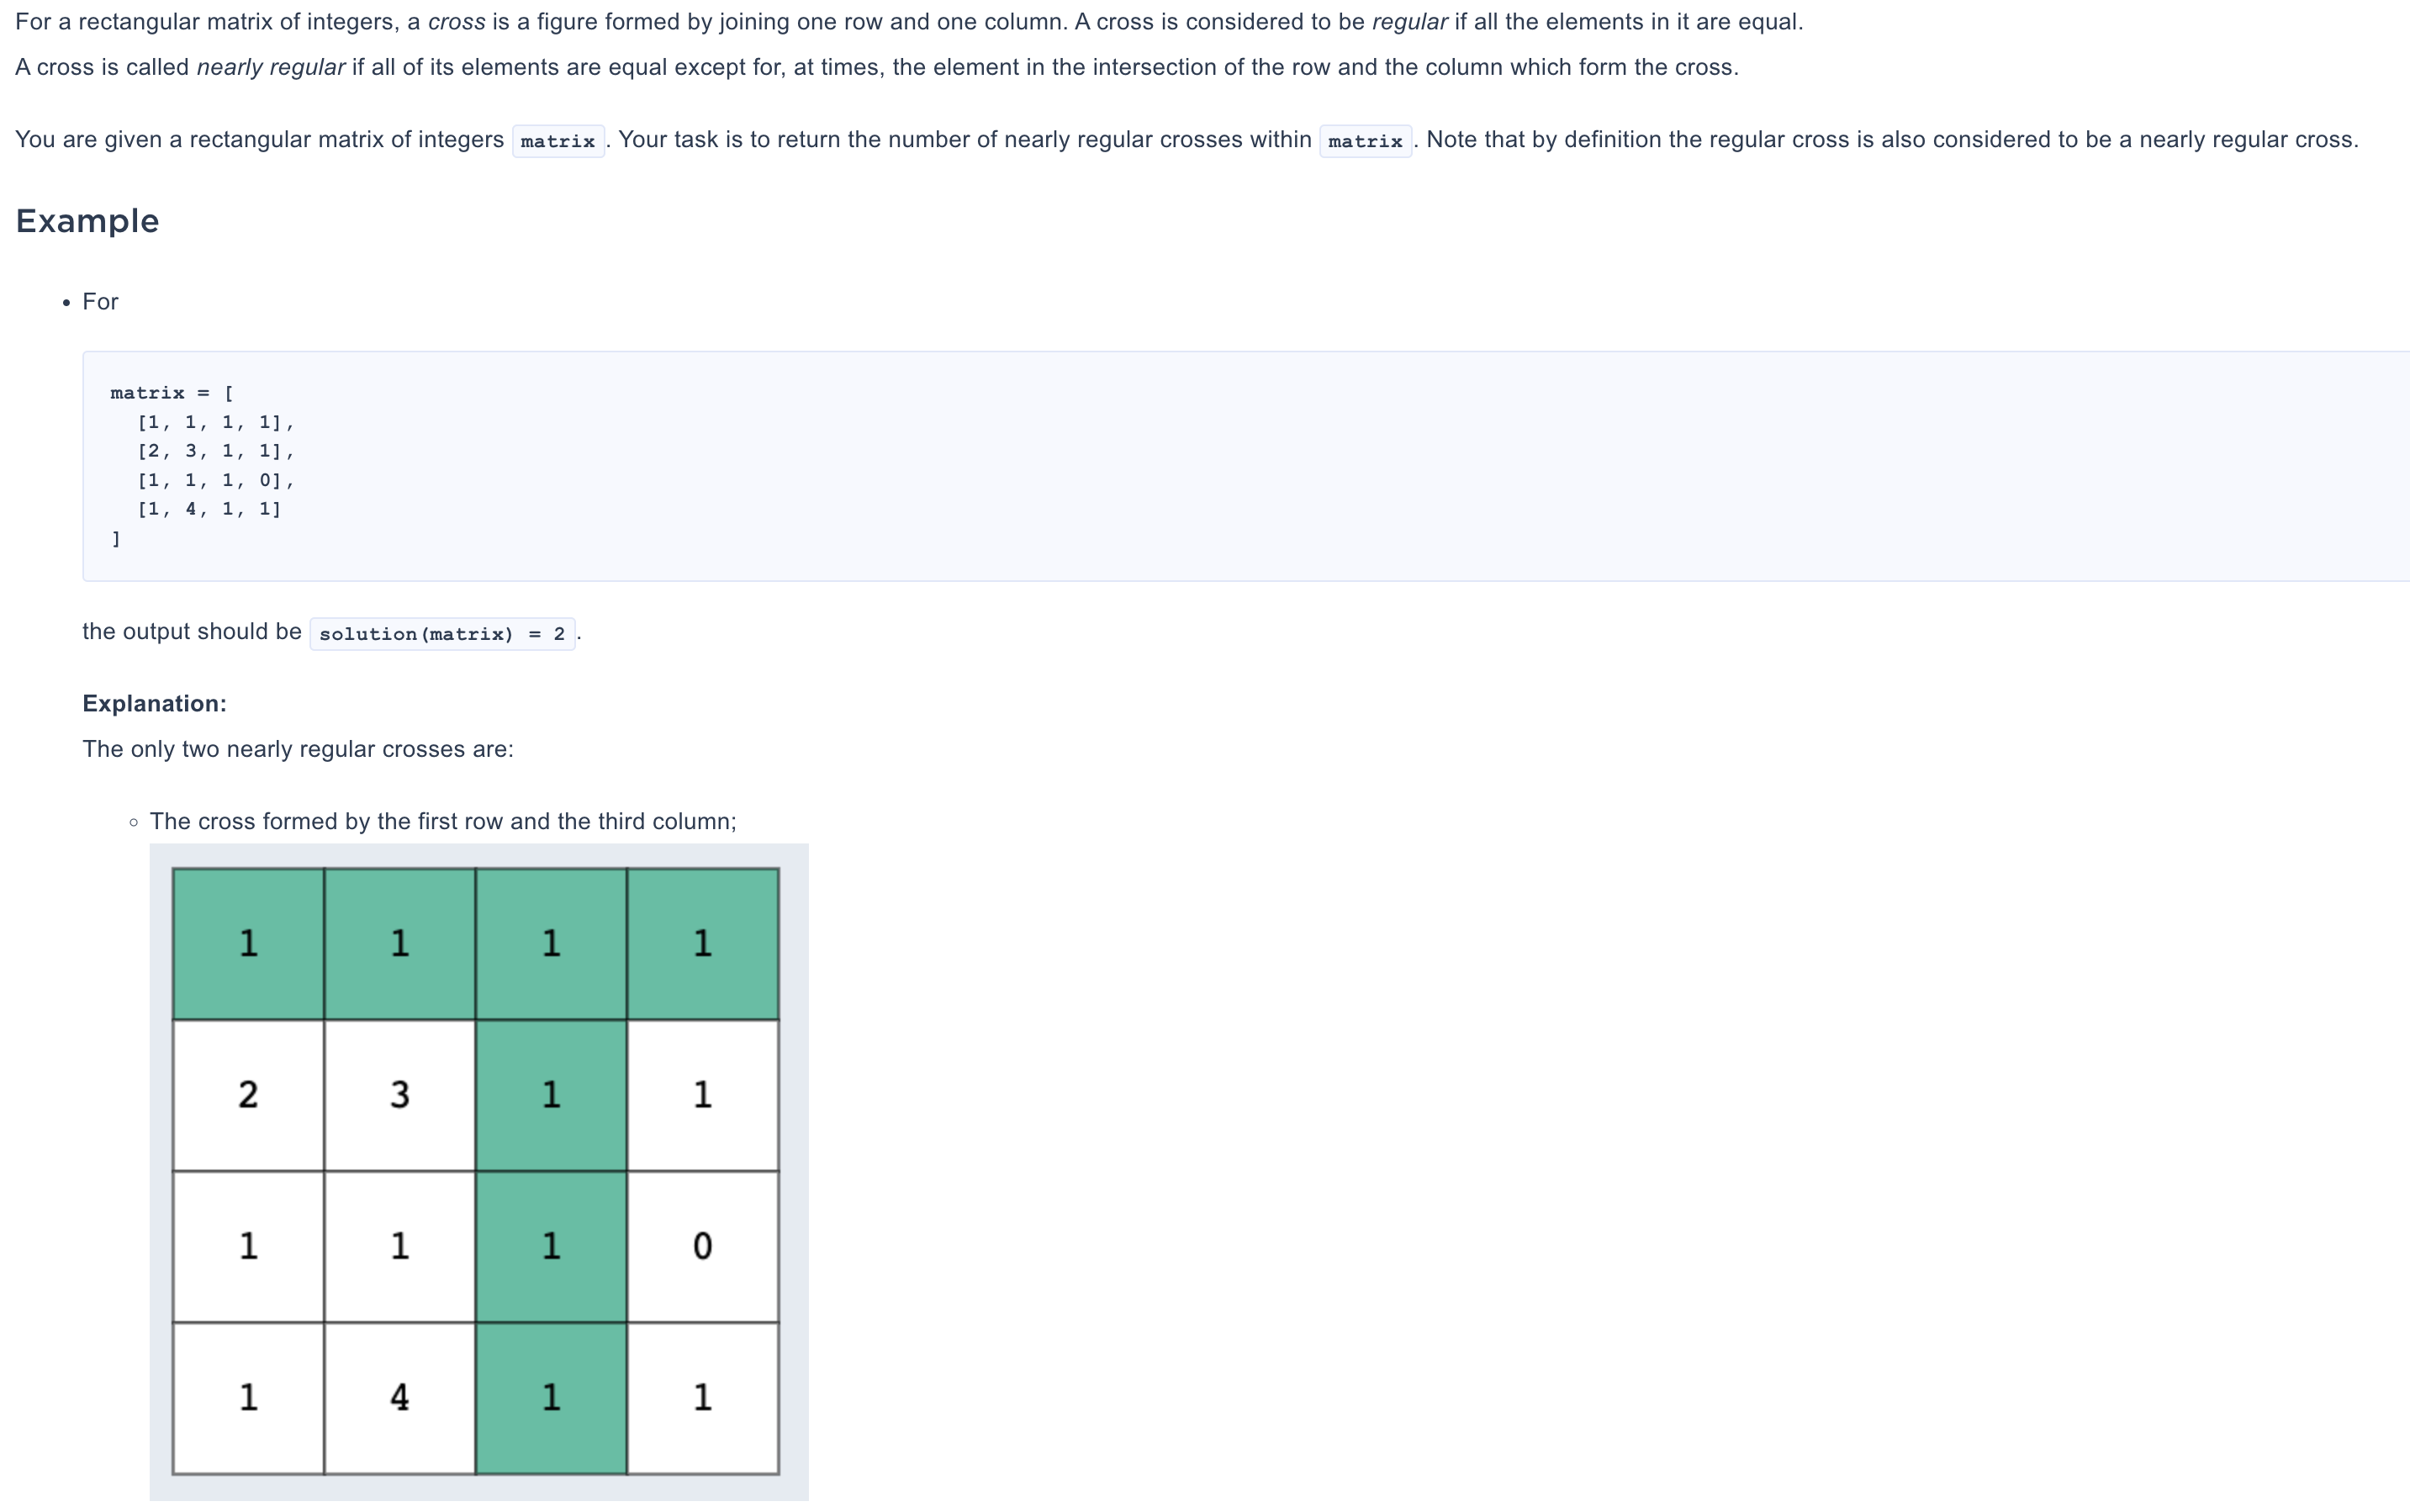 For a rectangular matrix of integers, a cross is a figure formed by joining one row and one column. A cross is considered to be regular if all the elements in it are equal.
A cross is called nearly regular if all of its elements are equal except for, at times, the element in the intersection of the row and the column which form the cross.
You are given a rectangular matrix of integers matrix. Your task is to return the number of nearly regular crosses within matrix. Note that by definition the regular cross is also considered to be a nearly regular cross.
Example
• For
matrix = [
[1, 1, 1, 1],
[2, 3, 1, 1],
[1, 1, 1, 0],
[1, 4, 1, 1]
]
the output should be solution(matrix) = 2.
Explanation:
The only two nearly regular crosses are:
◦ The cross formed by the first row and the third column;
1 1 1 1
2 3 1 1
1 1 1 0
1 4 1 1